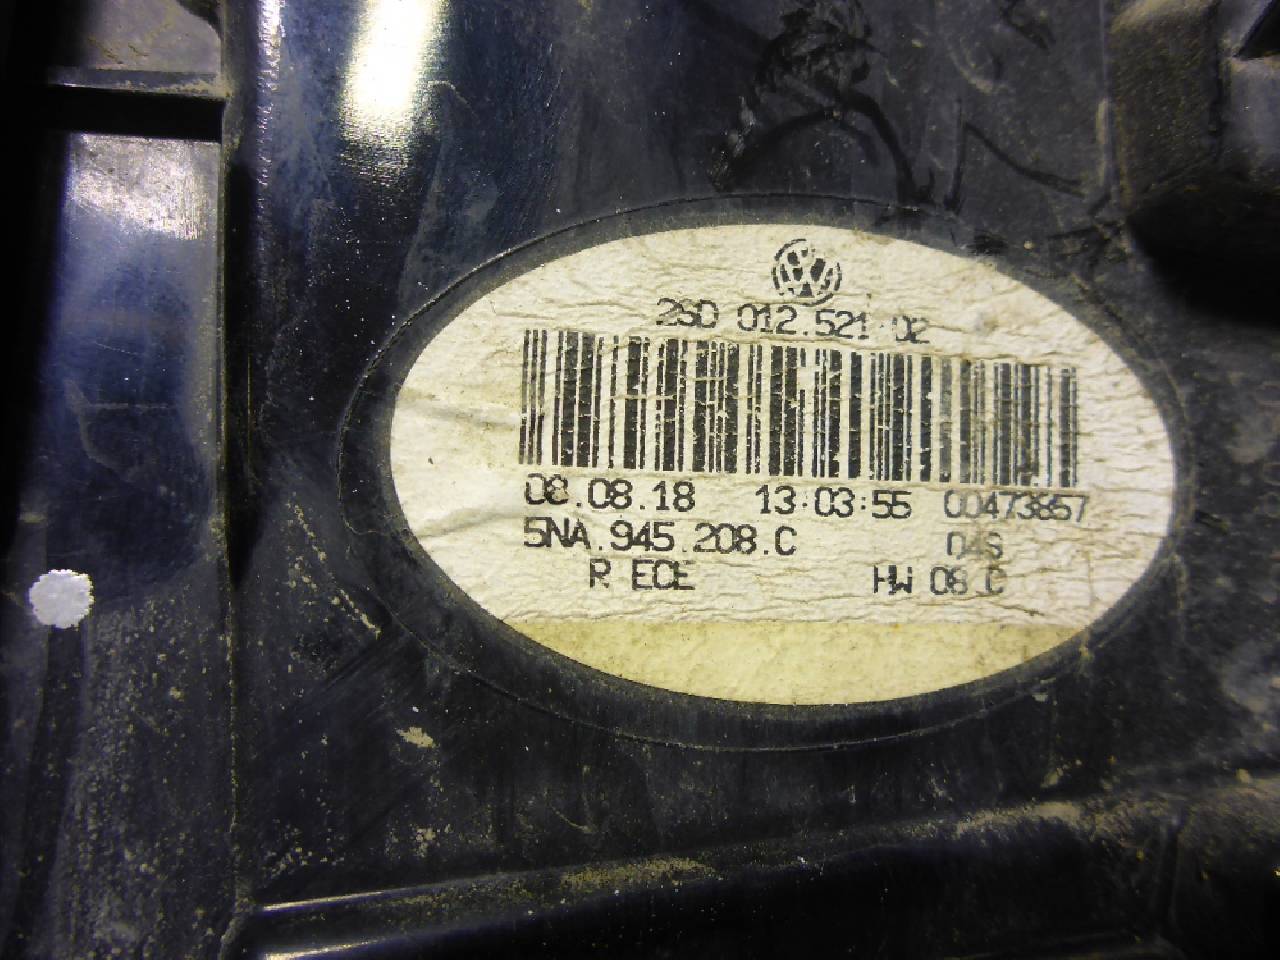 2SD 012.521-02
08.08.18 13:03:55 00473857
5NA.945.208.C 04S
R ECE HW 08 C